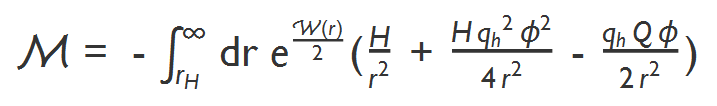 ℳ = - ∫_{r_H}^{∞} dr e^{𝒲(r)/2} ( H/r² + H q_h² ϕ²/4 r² - q_h Q ϕ/2 r² )